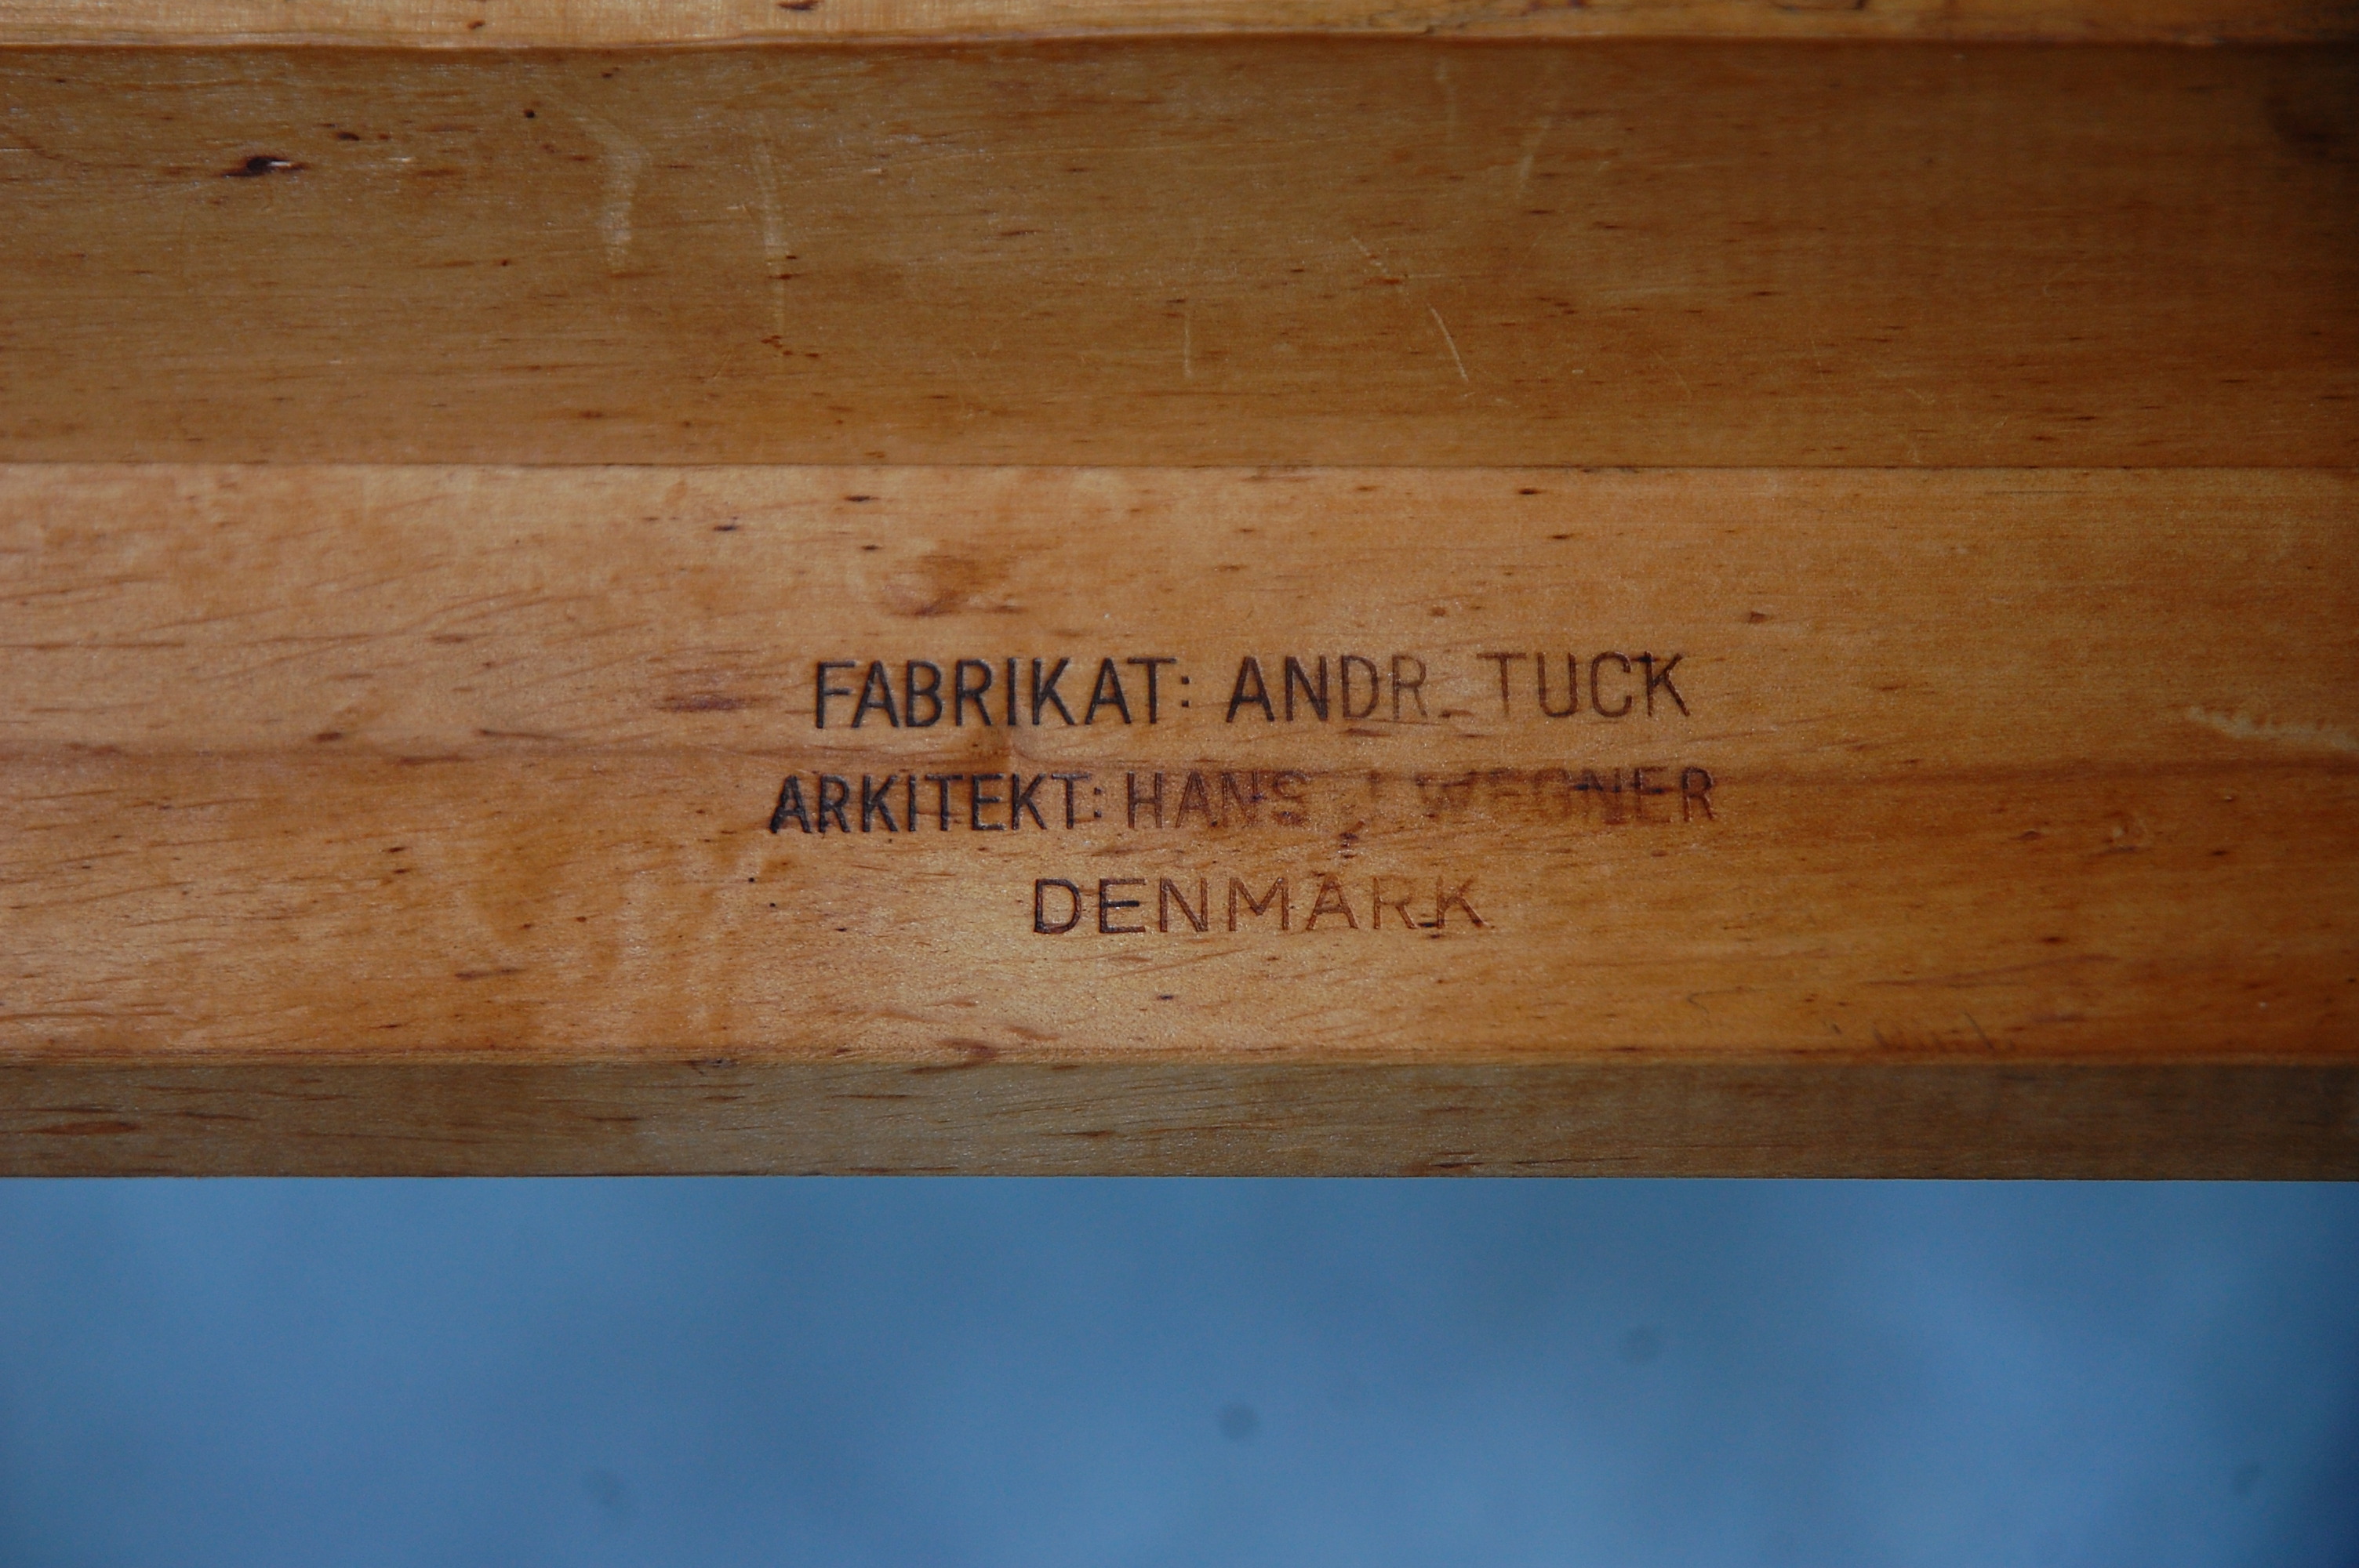 FABRIKAT: ANDR. TUCK
ARKITEKT: HANS J WEGNER
DENMARK